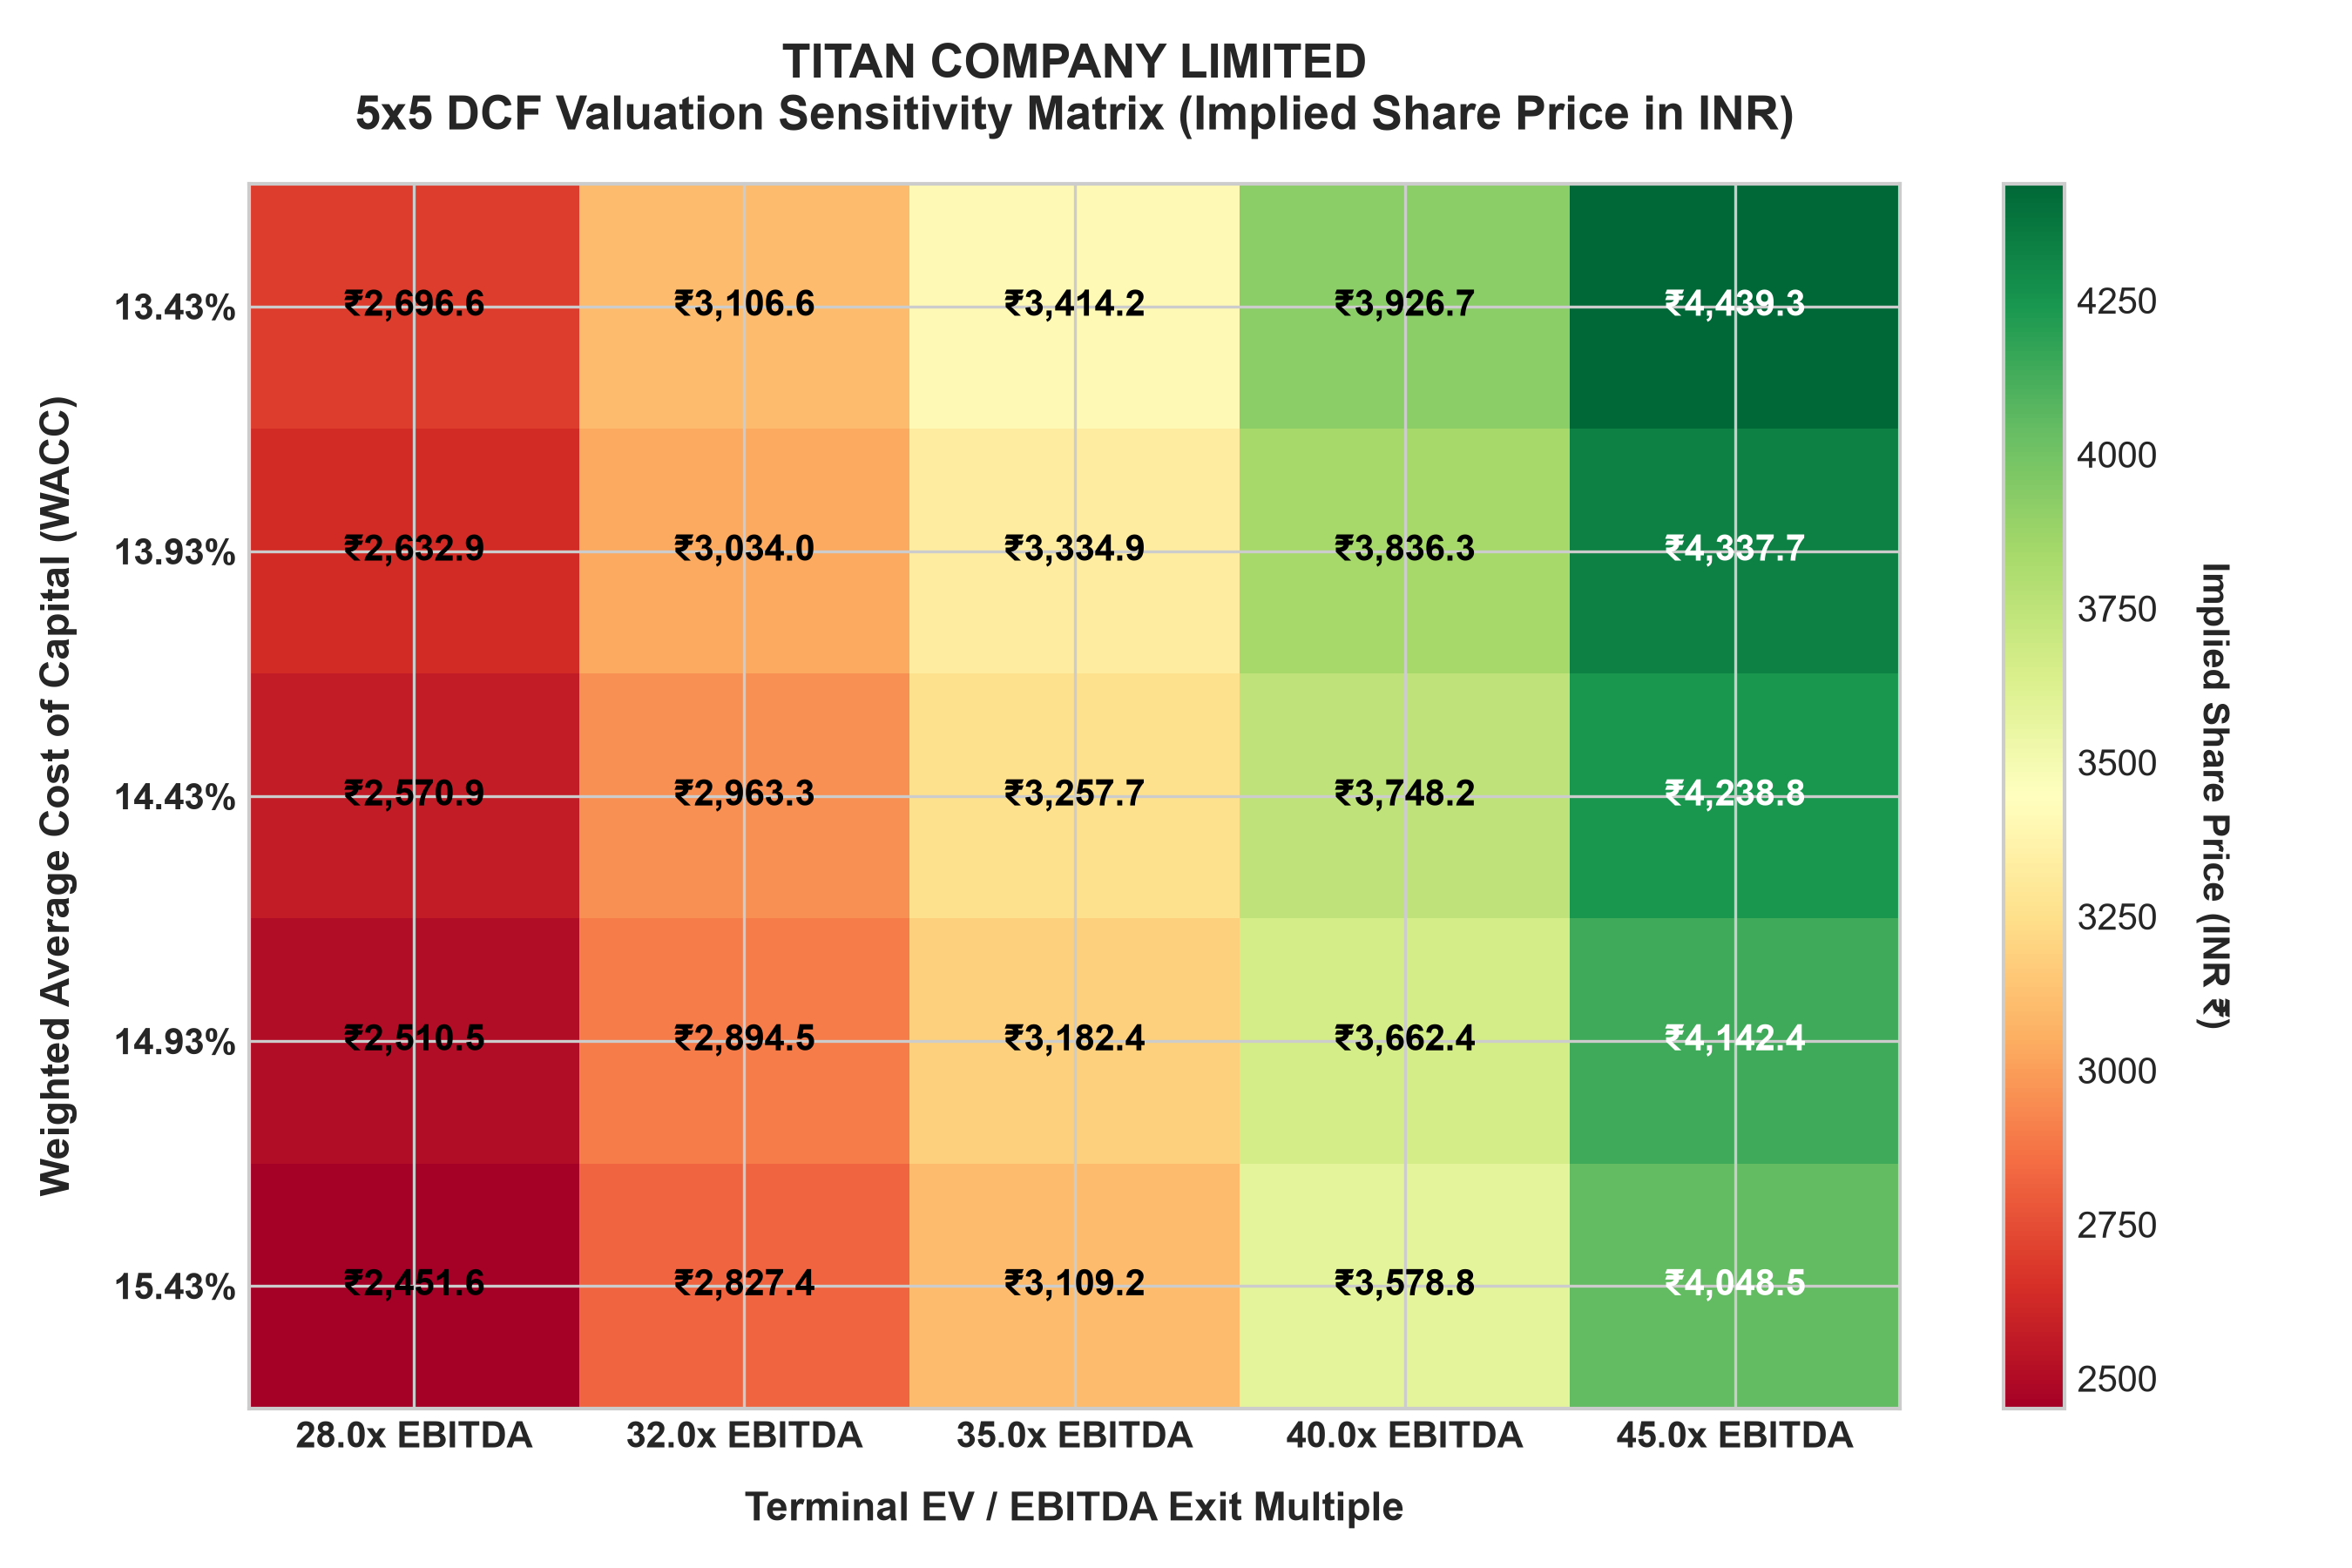 TITAN COMPANY LIMITED
5x5 DCF Valuation Sensitivity Matrix (Implied Share Price in INR)
Weighted Average Cost of Capital (WACC)
13.43% ₹2,696.6 ₹3,106.6 ₹3,414.2 ₹3,926.7 ₹4,439.3
13.93% ₹2,632.9 ₹3,034.0 ₹3,334.9 ₹3,836.3 ₹4,337.7
14.43% ₹2,570.9 ₹2,963.3 ₹3,257.7 ₹3,748.2 ₹4,238.8
14.93% ₹2,510.5 ₹2,894.5 ₹3,182.4 ₹3,662.4 ₹4,142.4
15.43% ₹2,451.6 ₹2,827.4 ₹3,109.2 ₹3,578.8 ₹4,048.5
28.0x EBITDA 32.0x EBITDA 35.0x EBITDA 40.0x EBITDA 45.0x EBITDA
Terminal EV / EBITDA Exit Multiple
4250
4000
3750
3500
3250
3000
2750
2500
Implied Share Price (INR ₹)